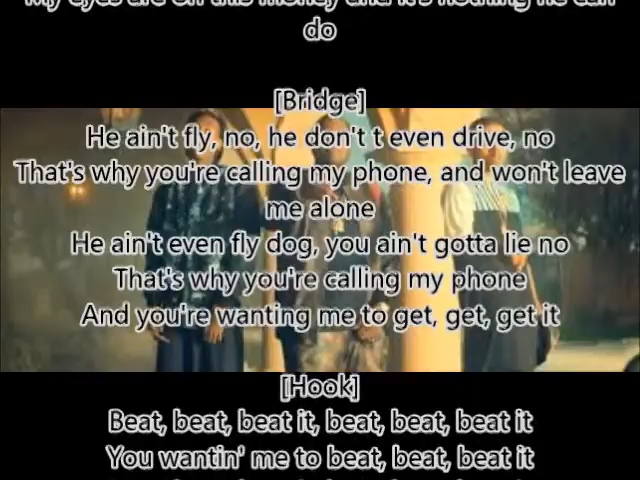 My eyes are on this money and it's nothing he can
do
[Bridge]
He ain't fly, no, he don't t even drive, no
That's why you're calling my phone, and won't leave
me alone
He ain't even fly dog, you ain't gotta lie no
That's why you're calling my phone
And you're wanting me to get, get, get it
[Hook]
Beat, beat, beat it, beat, beat, beat it
You wantin' me to beat, beat, beat it